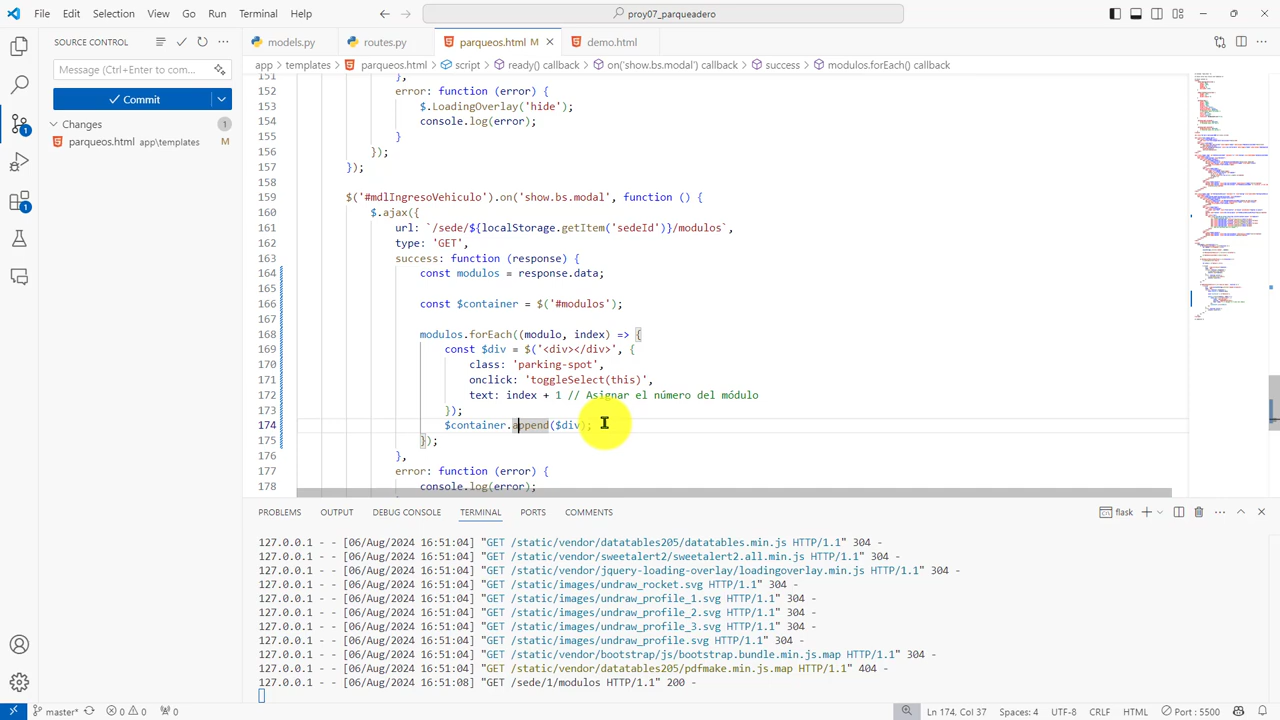 File Edit Selection View Go Run Terminal Help
proy07_parqueadero
SOURCE CONTROL
Message (Ctrl+Enter to com...
Commit
Changes 1
parqueos.html app\templates M
models.py routes.py parqueos.html M demo.html
app > templates > parqueos.html > script > ready() callback > on('show.bs.modal') callback > success > modulos.forEach() callback
151 },
152 error: function (error) {
153 .LoadingOverlay('hide');
154 console.log(error);
155 }
160 $.ajax({
161
162 type: 'GET',
163 success: function (response) {
164 const modulos = response.data;
166 const $container = $('#modulos
168 modulos.forEach((modulo, index) => {
169 const $div = $('<div></div>', {
170 class: 'parking-spot',
171 onclick: 'toggleSelect(this)',
172 text: index + 1 // Asignar el número del módulo
173 });
174 $container.append($div);
175 });
176 },
177 error: function (error) {
178 console.log(error);
PROBLEMS OUTPUT DEBUG CONSOLE TERMINAL PORTS COMMENTS
flask
127.0.0.1 - - [06/Aug/2024 16:51:04] "GET /static/vendor/datatables205/datatables.min.js HTTP/1.1" 304 -
127.0.0.1 - - [06/Aug/2024 16:51:04] "GET /static/vendor/sweetalert2/sweetalert2.all.min.js HTTP/1.1" 304 -
127.0.0.1 - - [06/Aug/2024 16:51:04] "GET /static/vendor/jquery-loading-overlay/loadingoverlay.min.js HTTP/1.1" 304 -
127.0.0.1 - - [06/Aug/2024 16:51:04] "GET /static/images/undraw_rocket.svg HTTP/1.1" 304 -
127.0.0.1 - - [06/Aug/2024 16:51:04] "GET /static/images/undraw_profile_1.svg HTTP/1.1" 304 -
127.0.0.1 - - [06/Aug/2024 16:51:04] "GET /static/images/undraw_profile_2.svg HTTP/1.1" 304 -
127.0.0.1 - - [06/Aug/2024 16:51:04] "GET /static/images/undraw_profile_3.svg HTTP/1.1" 304 -
127.0.0.1 - - [06/Aug/2024 16:51:04] "GET /static/images/undraw_profile.svg HTTP/1.1" 304 -
127.0.0.1 - - [06/Aug/2024 16:51:04] "GET /static/vendor/bootstrap/js/bootstrap.bundle.min.js.map HTTP/1.1" 304 -
127.0.0.1 - - [06/Aug/2024 16:51:04] "GET /static/vendor/datatables205/pdfmake.min.js.map HTTP/1.1" 404 -
127.0.0.1 - - [06/Aug/2024 16:51:08] "GET /sede/1/modulos HTTP/1.1" 200 -
master* 0 0 0 Ln 174, Col 37 Spaces: 4 UTF-8 CRLF HTML Port : 5500